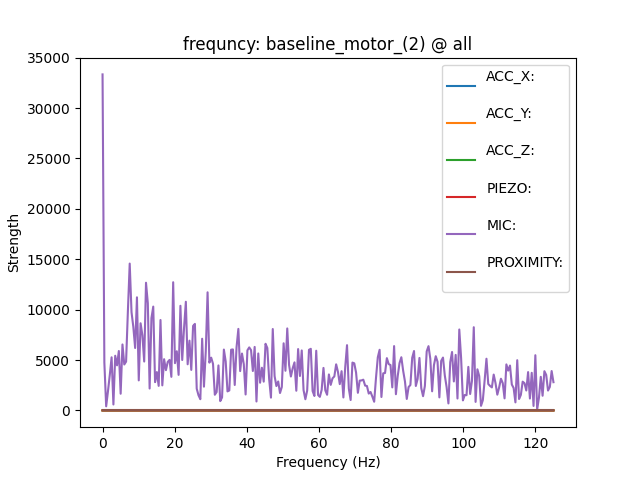 frequncy: baseline_motor_(2) @ all
35000
30000
25000
20000
15000
10000
5000
0
Strength
ACC_X:
ACC_Y:
ACC_Z:
PIEZO:
MIC:
PROXIMITY:
0 20 40 60 80 100 120
Frequency (Hz)